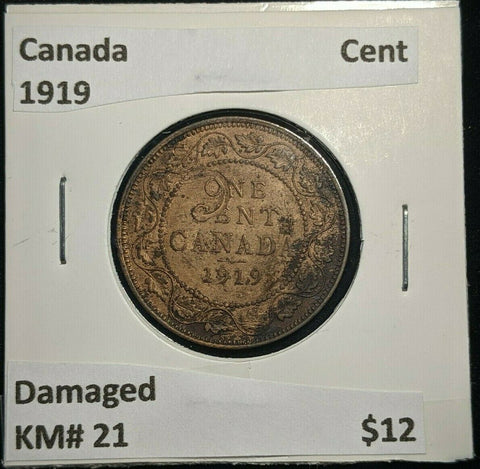 Canada Cent
1919
ONE
CENT
CANADA
1919
Damaged
KM# 21 $12